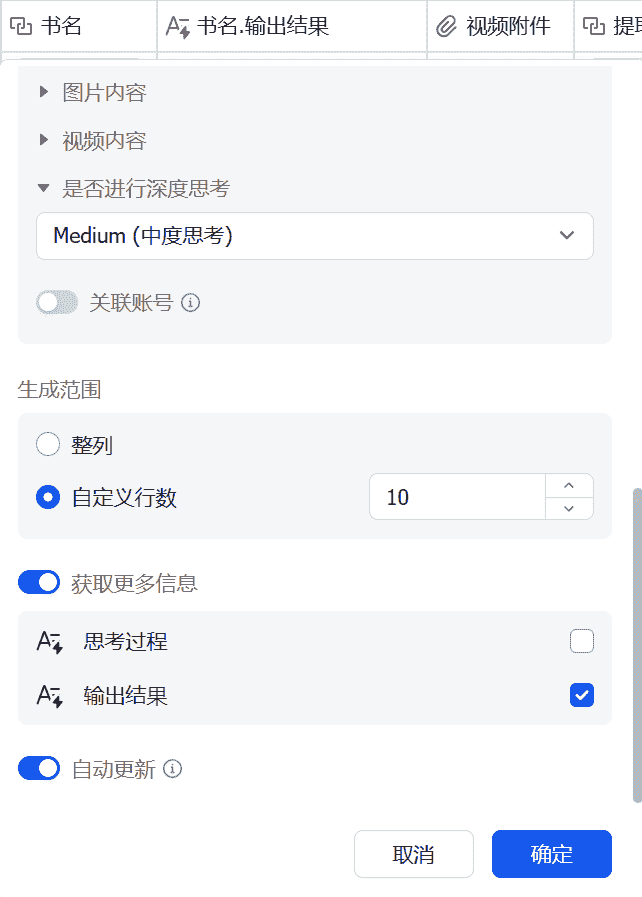 书名 书名.输出结果 视频附件 提取
图片内容
视频内容
是否进行深度思考
Medium (中度思考)
关联账号
生成范围
整列
自定义行数 10
获取更多信息
思考过程
输出结果
自动更新
取消 确定